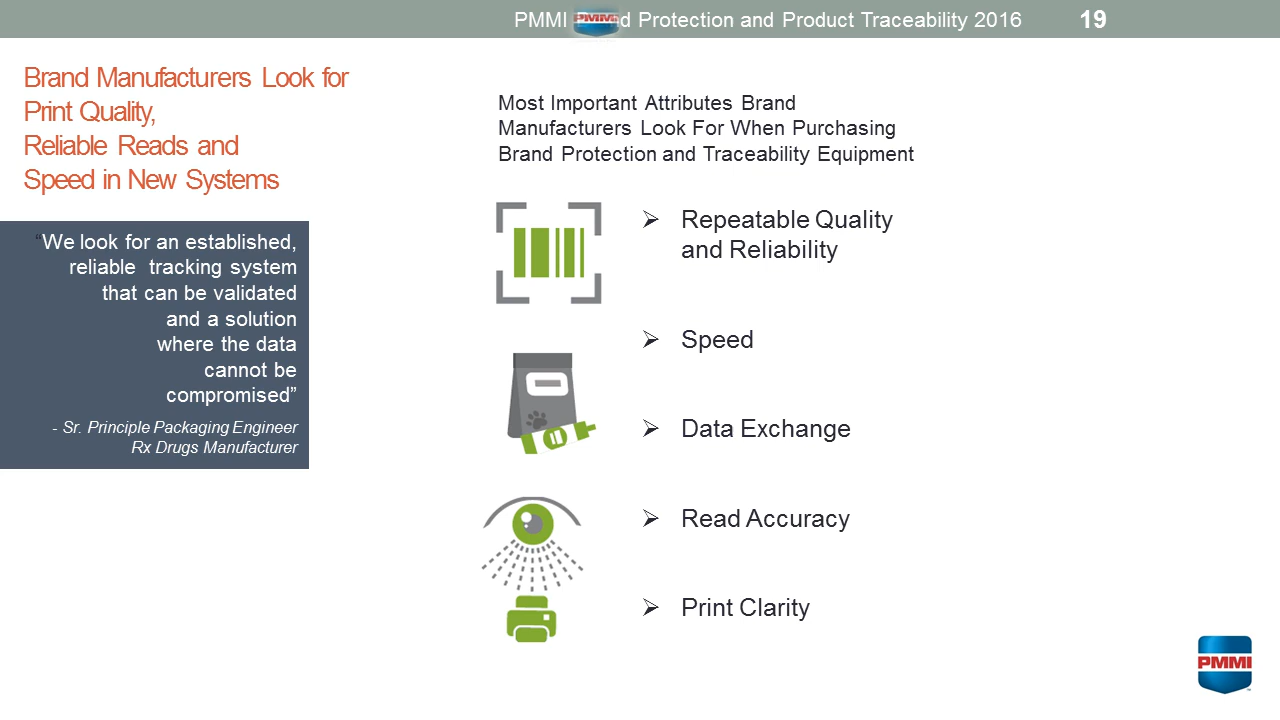 PMMI d Protection and Product Traceability 2016 19
PMMI
Brand Manufacturers Look for
Print Quality,
Reliable Reads and
Speed in New Systems
“We look for an established,
reliable tracking system
that can be validated
and a solution
where the data
cannot be
compromised”
- Sr. Principle Packaging Engineer
Rx Drugs Manufacturer
Most Important Attributes Brand
Manufacturers Look For When Purchasing
Brand Protection and Traceability Equipment
Repeatable Quality
and Reliability
Speed
Data Exchange
Read Accuracy
Print Clarity
PMMI